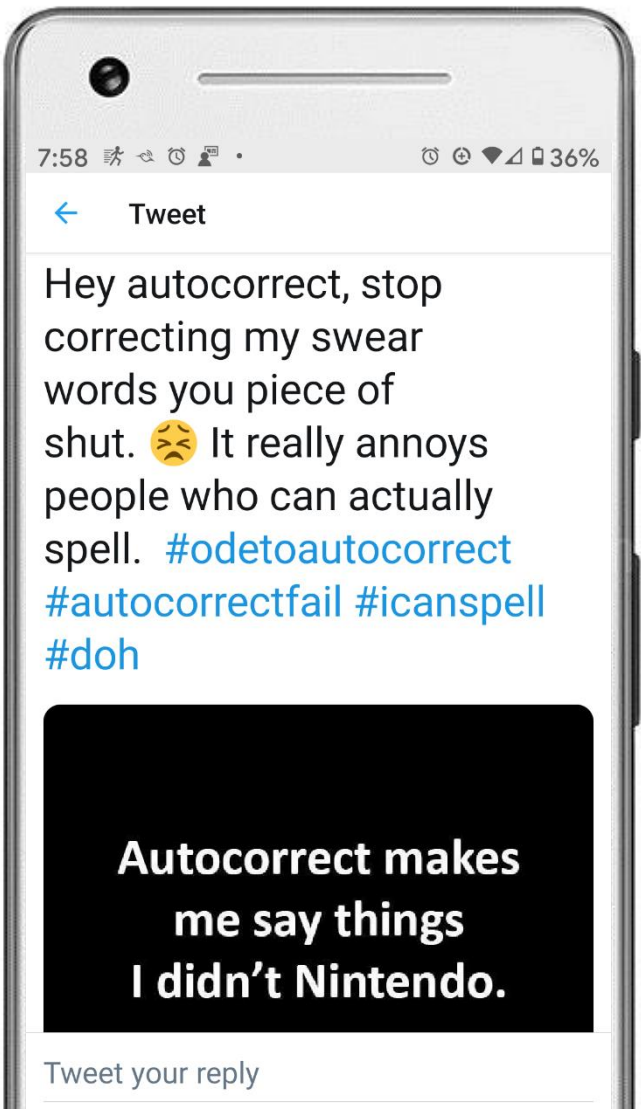 7:58
36%
Tweet
Hey autocorrect, stop
correcting my swear
words you piece of
shut. 😣 It really annoys
people who can actually
spell. #odetoautocorrect
#autocorrectfail #icanspell
#doh
Autocorrect makes
me say things
I didn’t Nintendo.
Tweet your reply